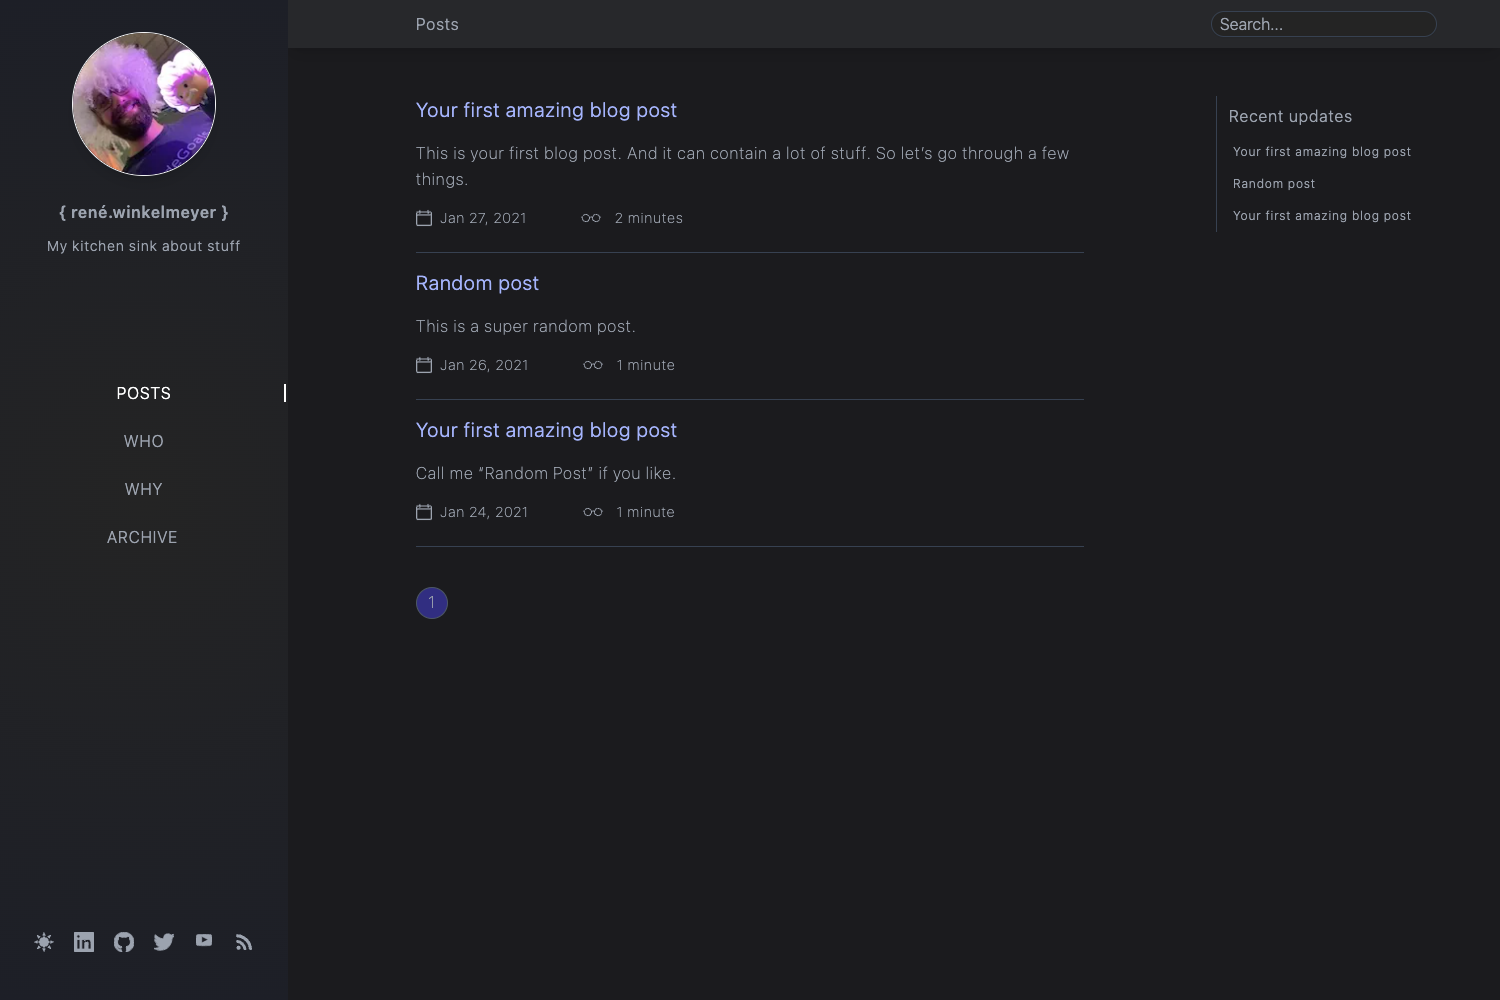 { rené.winkelmeyer }
My kitchen sink about stuff
POSTS
WHO
WHY
ARCHIVE
Posts
Search...
Your first amazing blog post
This is your first blog post. And it can contain a lot of stuff. So let's go through a few
things.
Jan 27, 2021 2 minutes
Random post
This is a super random post.
Jan 26, 2021 1 minute
Your first amazing blog post
Call me “Random Post” if you like.
Jan 24, 2021 1 minute
1
Recent updates
Your first amazing blog post
Random post
Your first amazing blog post